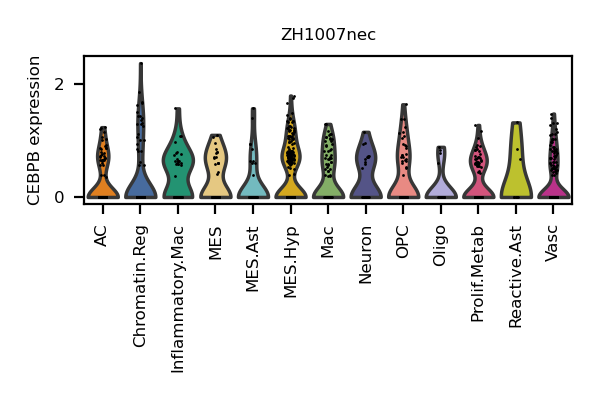 ZH1007nec
CEBPB expression
2
0
AC
Chromatin.Reg
Inflammatory.Mac
MES
MES.Ast
MES.Hyp
Mac
Neuron
OPC
Oligo
Prolif.Metab
Reactive.Ast
Vasc